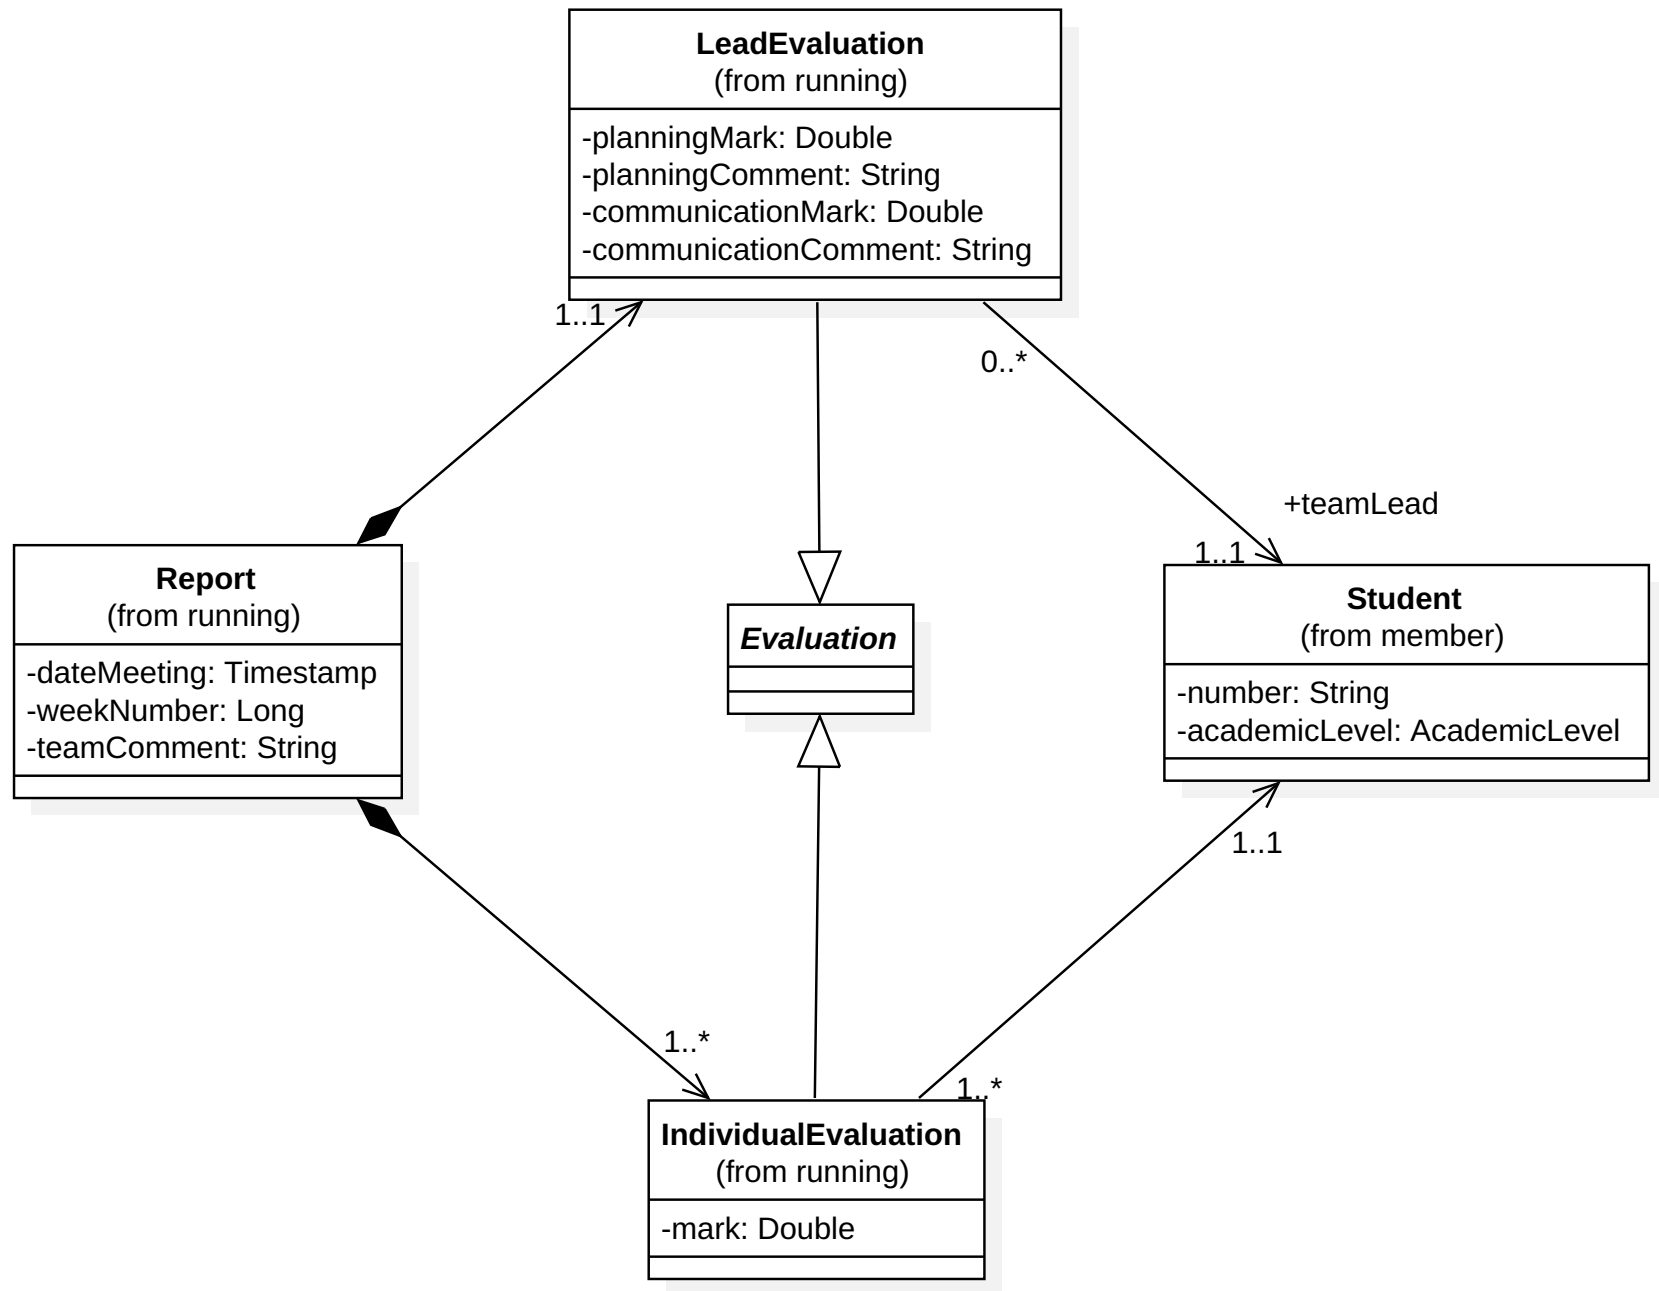 LeadEvaluation
(from running)
-planningMark: Double
-planningComment: String
-communicationMark: Double
-communicationComment: String
1..1
0..*
+teamLead
1..1
Report
(from running)
-dateMeeting: Timestamp
-weekNumber: Long
-teamComment: String
Evaluation
Student
(from member)
-number: String
-academicLevel: AcademicLevel
1..1
1..*
1..*
IndividualEvaluation
(from running)
-mark: Double